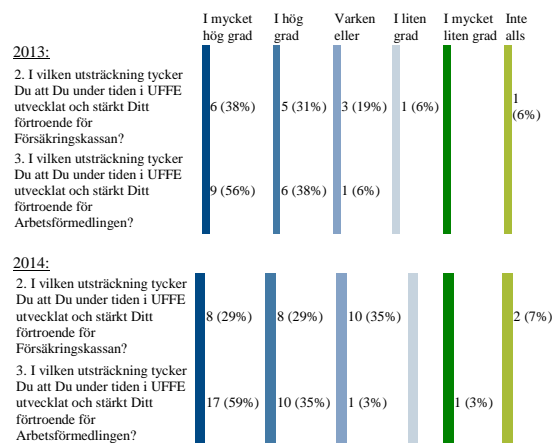 I mycket hög grad
I hög grad
Varken eller
I liten grad
I mycket liten grad
Inte alls
2013:
2. I vilken utsträckning tycker
Du att Du under tiden i UFFE
utvecklat och stärkt Ditt
förtroende för
Försäkringskassan?
6 (38%)
5 (31%)
3 (19%)
1 (6%)
1
(6%)
3. I vilken utsträckning tycker
Du att Du under tiden i UFFE
utvecklat och stärkt Ditt
förtroende för
Arbetsförmedlingen?
9 (56%)
6 (38%)
1 (6%)
2014:
2. I vilken utsträckning tycker
Du att Du under tiden i UFFE
utvecklat och stärkt Ditt
förtroende för
Försäkringskassan?
8 (29%)
8 (29%)
10 (35%)
2 (7%)
3. I vilken utsträckning tycker
Du att Du under tiden i UFFE
utvecklat och stärkt Ditt
förtroende för
Arbetsförmedlingen?
17 (59%)
10 (35%)
1 (3%)
1 (3%)